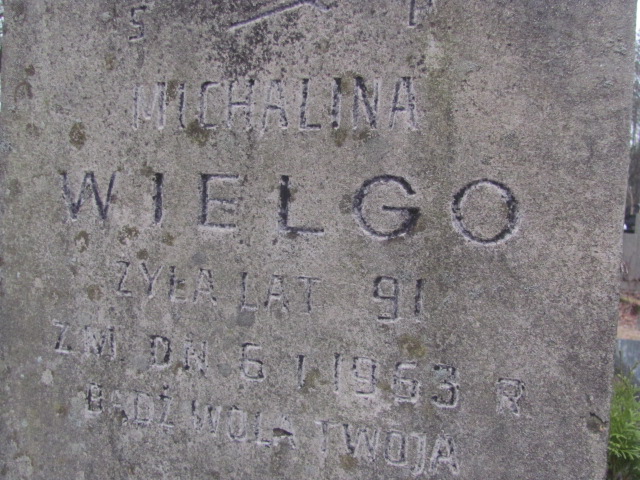 S P
MICHALINA
WIELGO
ŻYŁA LAT 91
ZM DN 6 I 1963 R
BĄDŹ WOLA TWOJA